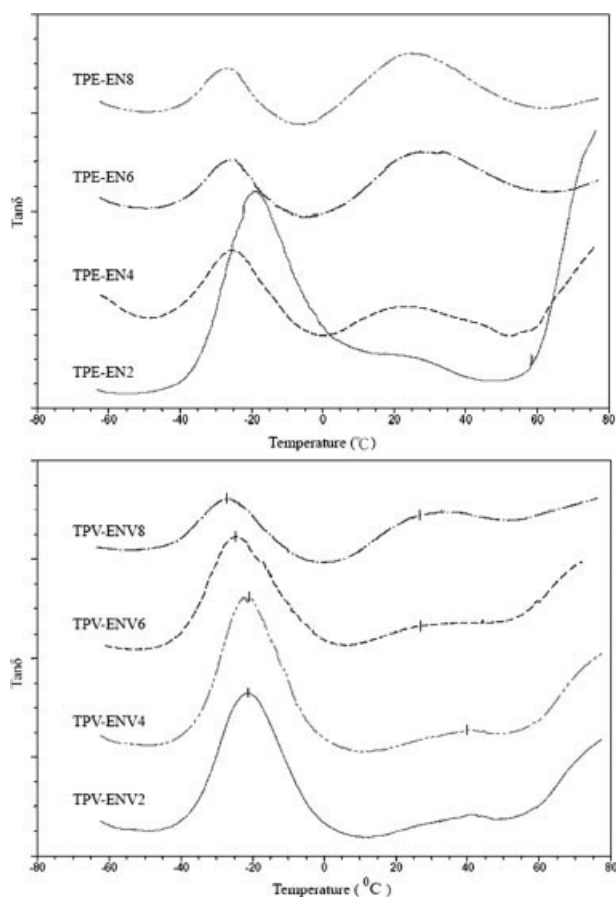 TPE-EN8
TPE-EN6
Tanδ
TPE-EN4
TPE-EN2
-80 -60 -40 -20 0 20 40 60 80
Temperature (℃)
TPV-ENV8
TPV-ENV6
Tanδ
TPV-ENV4
TPV-ENV2
-80 -60 -40 -20 0 20 40 60 80
Temperature ( ⁰C)